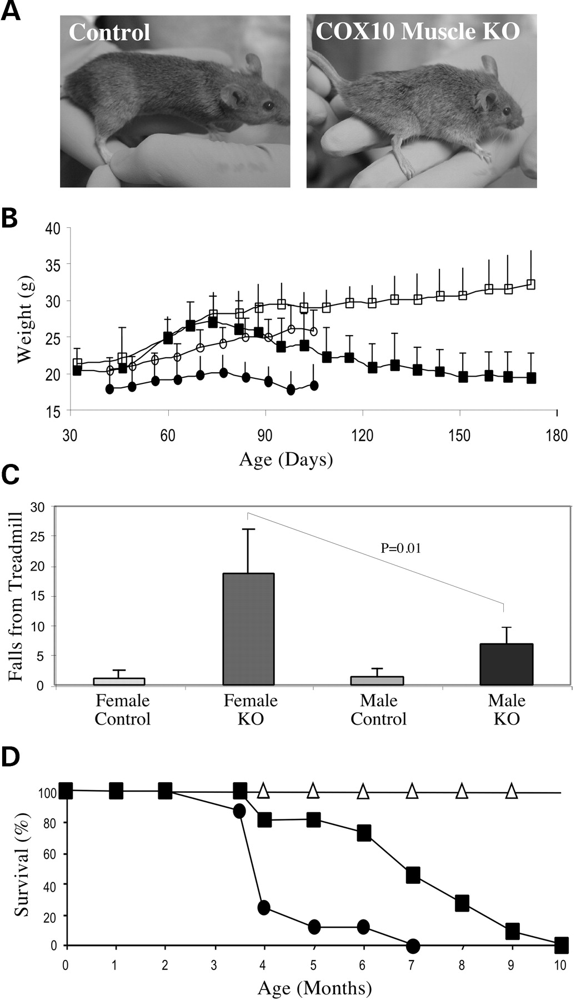 A
Control
COX10 Muscle KO
B
40
35
30
25
20
15
Weight (g)
30 60 90 120 150 180
Age (Days)
C
30
25
20
15
10
5
0
Falls from Treadmill
P=0.01
Female Control
Female KO
Male Control
Male KO
D
100
80
60
40
20
0
Survival (%)
0 1 2 3 4 5 6 7 8 9 10
Age (Months)